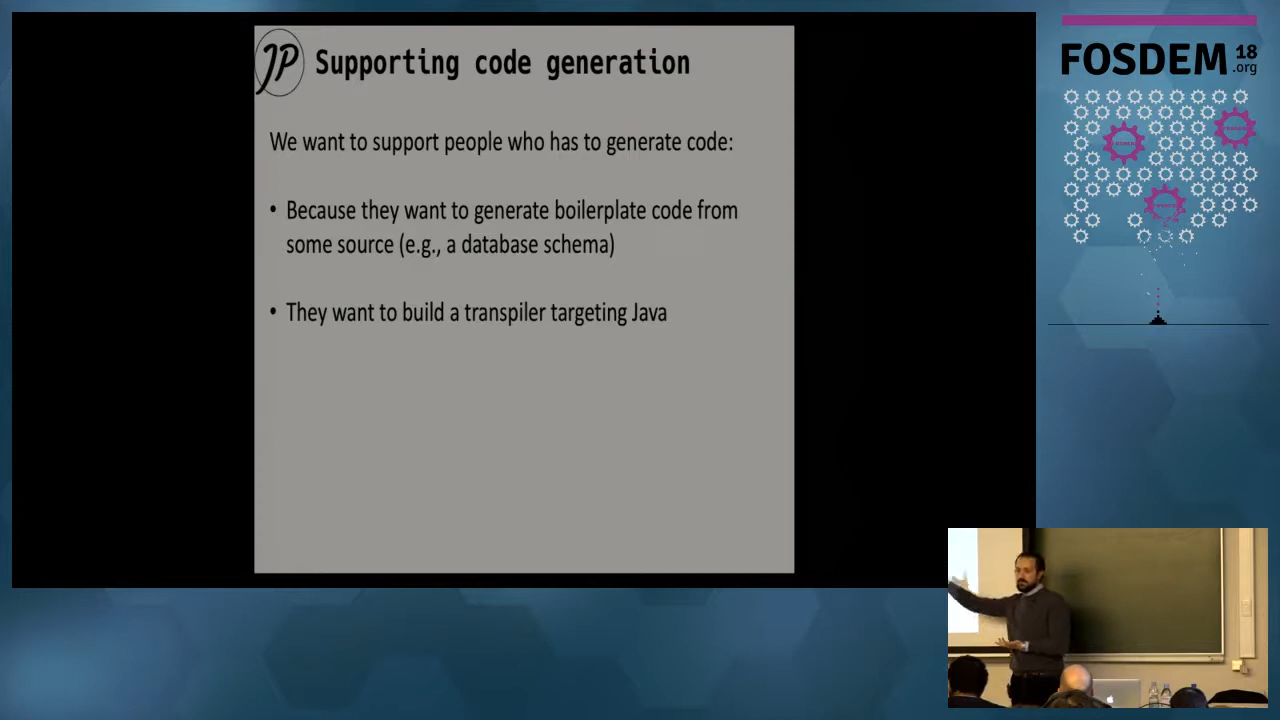 JP Supporting code generation
We want to support people who has to generate code:
• Because they want to generate boilerplate code from
some source (e.g., a database schema)
• They want to build a transpiler targeting Java
FOSDEM 18
.org